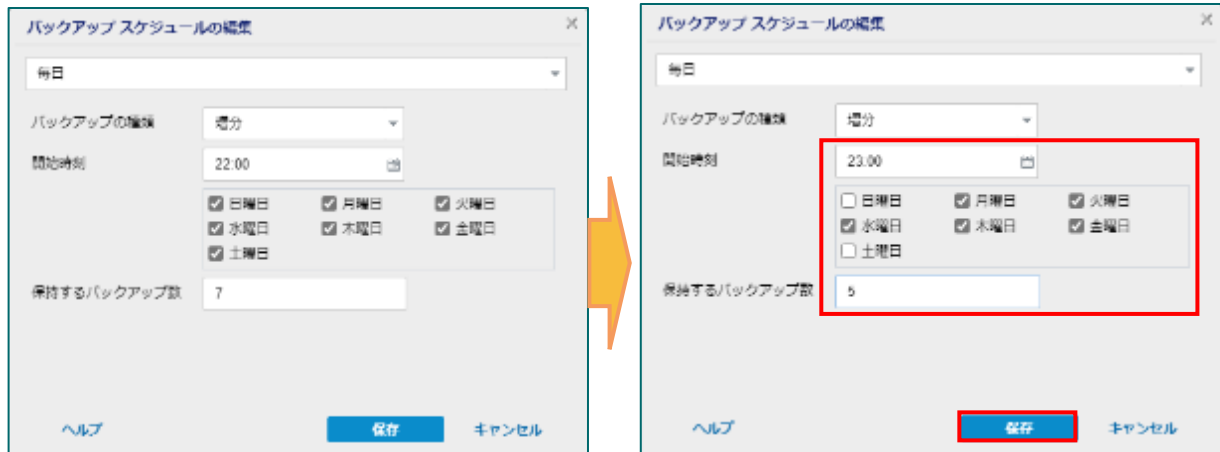 バックアップ スケジュールの編集
毎日
バックアップの種類 増分
開始時刻 22:00
日曜日 月曜日 火曜日
水曜日 木曜日 金曜日
土曜日
保持するバックアップ数 7
ヘルプ 保存 キャンセル
バックアップ スケジュールの編集
毎日
バックアップの種類 増分
開始時刻 23:00
日曜日 月曜日 火曜日
水曜日 木曜日 金曜日
土曜日
保持するバックアップ数 5
ヘルプ 保存 キャンセル